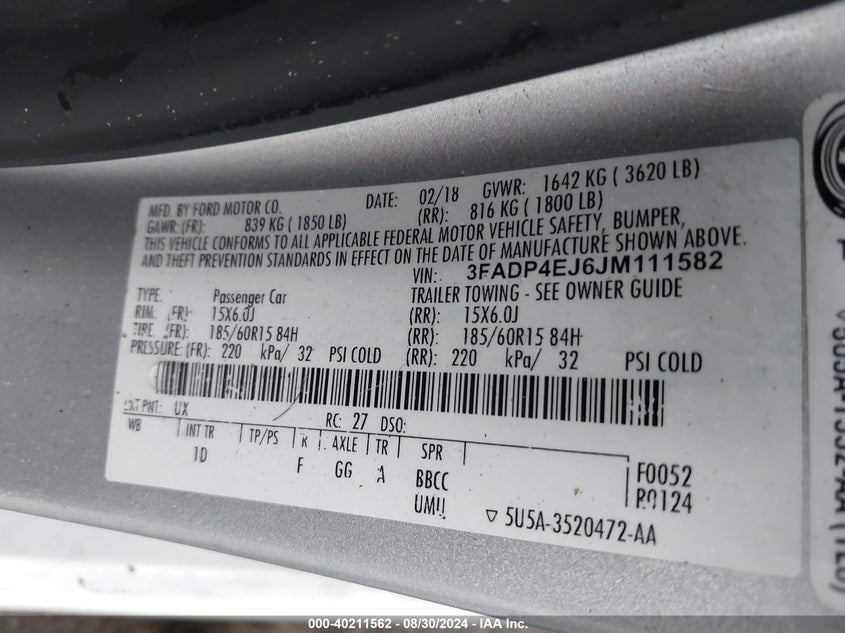 MFD. BY FORD MOTOR CO. DATE: 02/18 GVWR: 1642 KG ( 3620 LB)
GAWR: (FR): 839 KG ( 1850 LB) (RR): 816 KG ( 1800 LB)
THIS VEHICLE CONFORMS TO ALL APPLICABLE FEDERAL MOTOR VEHICLE SAFETY, BUMPER,
AND THEFT PREVENTION STANDARDS IN EFFECT ON THE DATE OF MANUFACTURE SHOWN ABOVE.
VIN: 3FADP4EJ6JM111582
TYPE: Passenger Car TRAILER TOWING - SEE OWNER GUIDE
RIM: (FR): 15X6.0J (RR): 15X6.0J
TIRE: (FR): 185/60R15 84H (RR): 185/60R15 84H
PRESSURE: (FR): 220 kPa/ 32 PSI COLD (RR): 220 kPa/ 32 PSI COLD
EXT PNT: UX RC: 27 DSO:
WB INT TR TP/PS R AXLE TR SPR
1D F GG A BBCC F0052
UM R0124
▽ 5U5A-3520472-AA
000-40211562 - 08/30/2024 - IAA Inc.